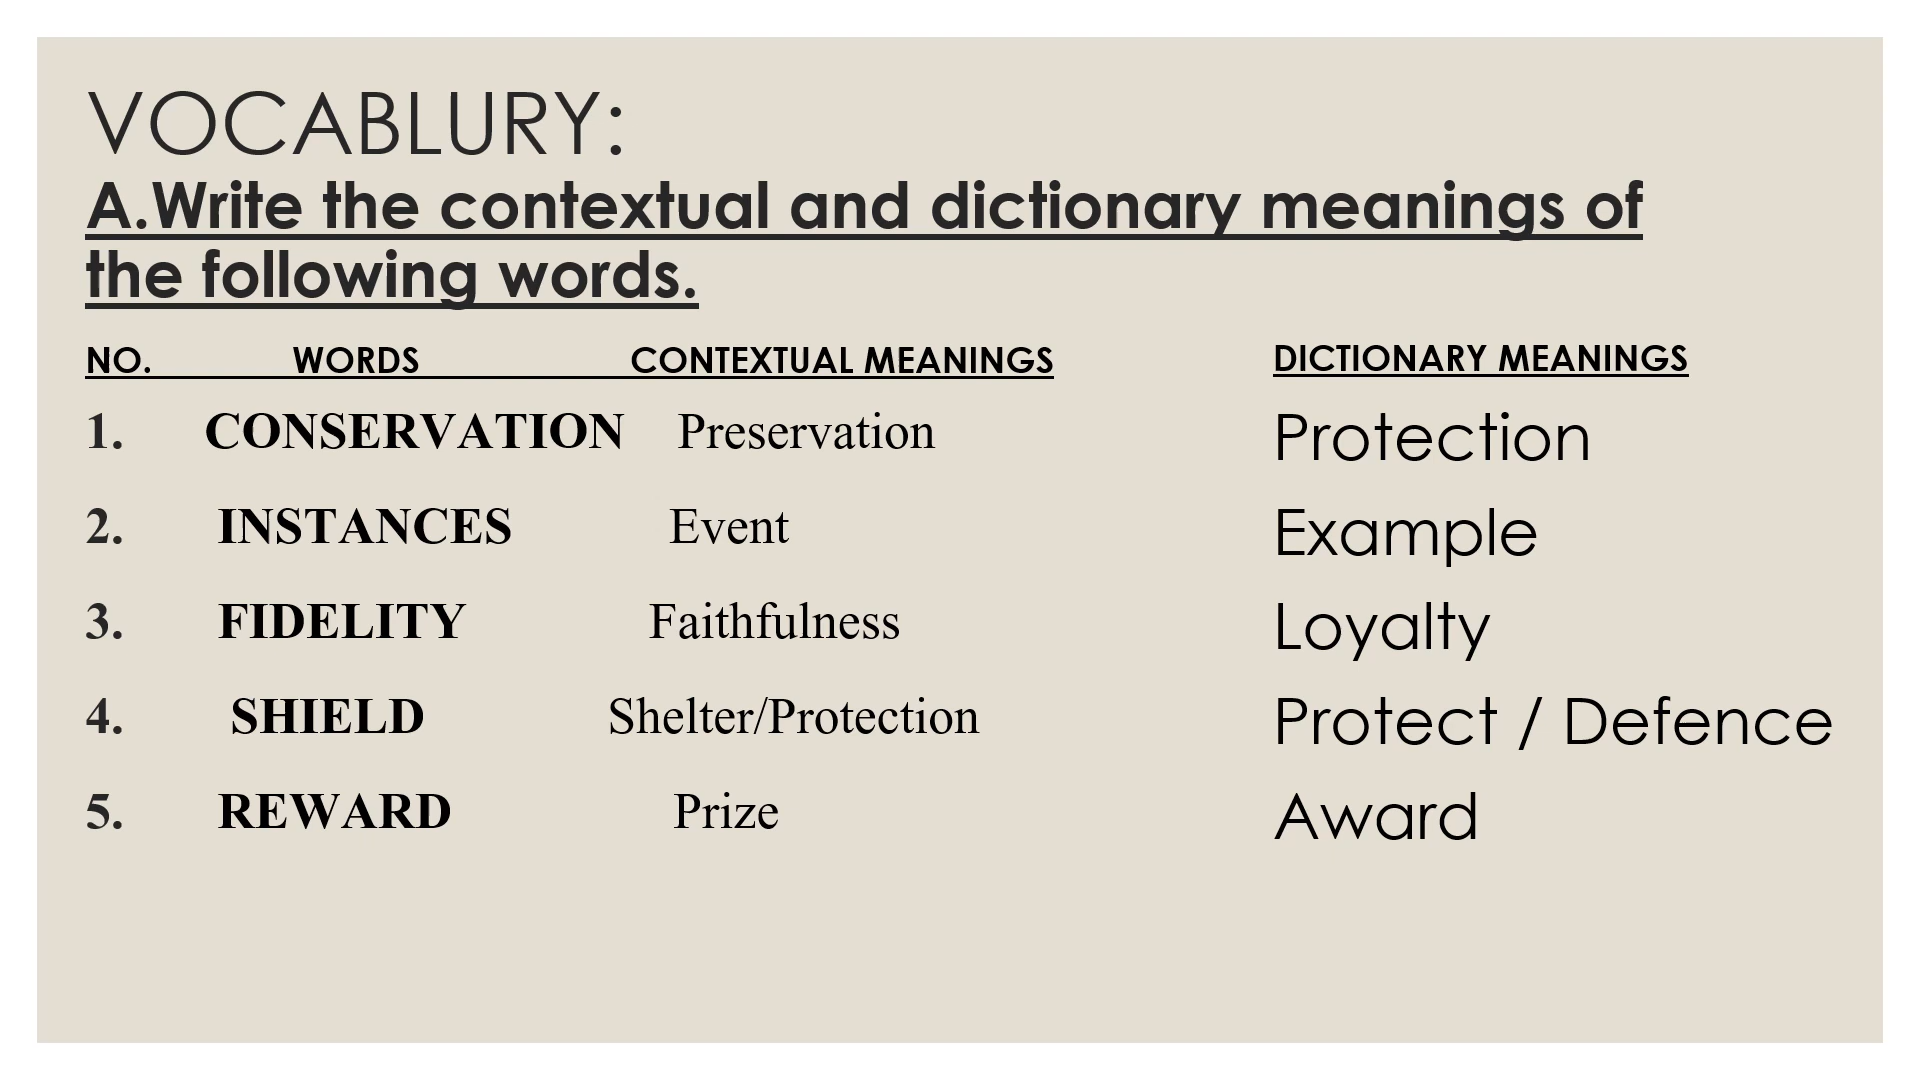 VOCABLURY:
A.Write the contextual and dictionary meanings of
the following words.
NO. WORDS CONTEXTUAL MEANINGS DICTIONARY MEANINGS
1. CONSERVATION Preservation Protection
2. INSTANCES Event Example
3. FIDELITY Faithfulness Loyalty
4. SHIELD Shelter/Protection Protect / Defence
5. REWARD Prize Award